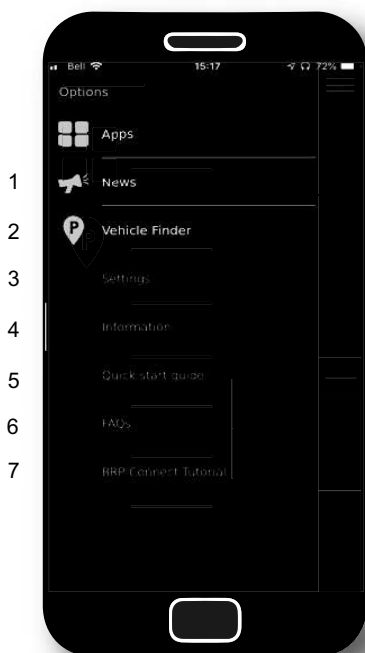 Bell 15:17 72%
Options
Apps
1 News
2 P Vehicle Finder
3 Settings
4 Information
5 Quick start guide
6 FAQs
7 BRP Connect Tutorial